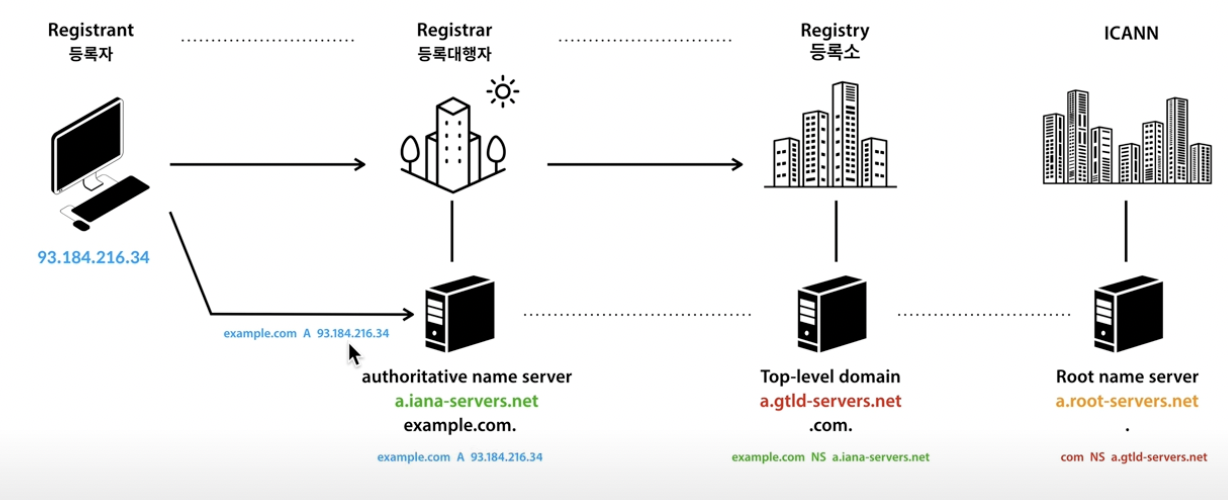 Registrant
등록자
Registrar
등록대행자
Registry
등록소
ICANN
93.184.216.34
example.com A 93.184.216.34
authoritative name server
a.iana-servers.net
example.com.
example.com A 93.184.216.34
Top-level domain
a.gtld-servers.net
.com.
example.com NS a.iana-servers.net
Root name server
a.root-servers.net
.
com NS a.gtld-servers.net